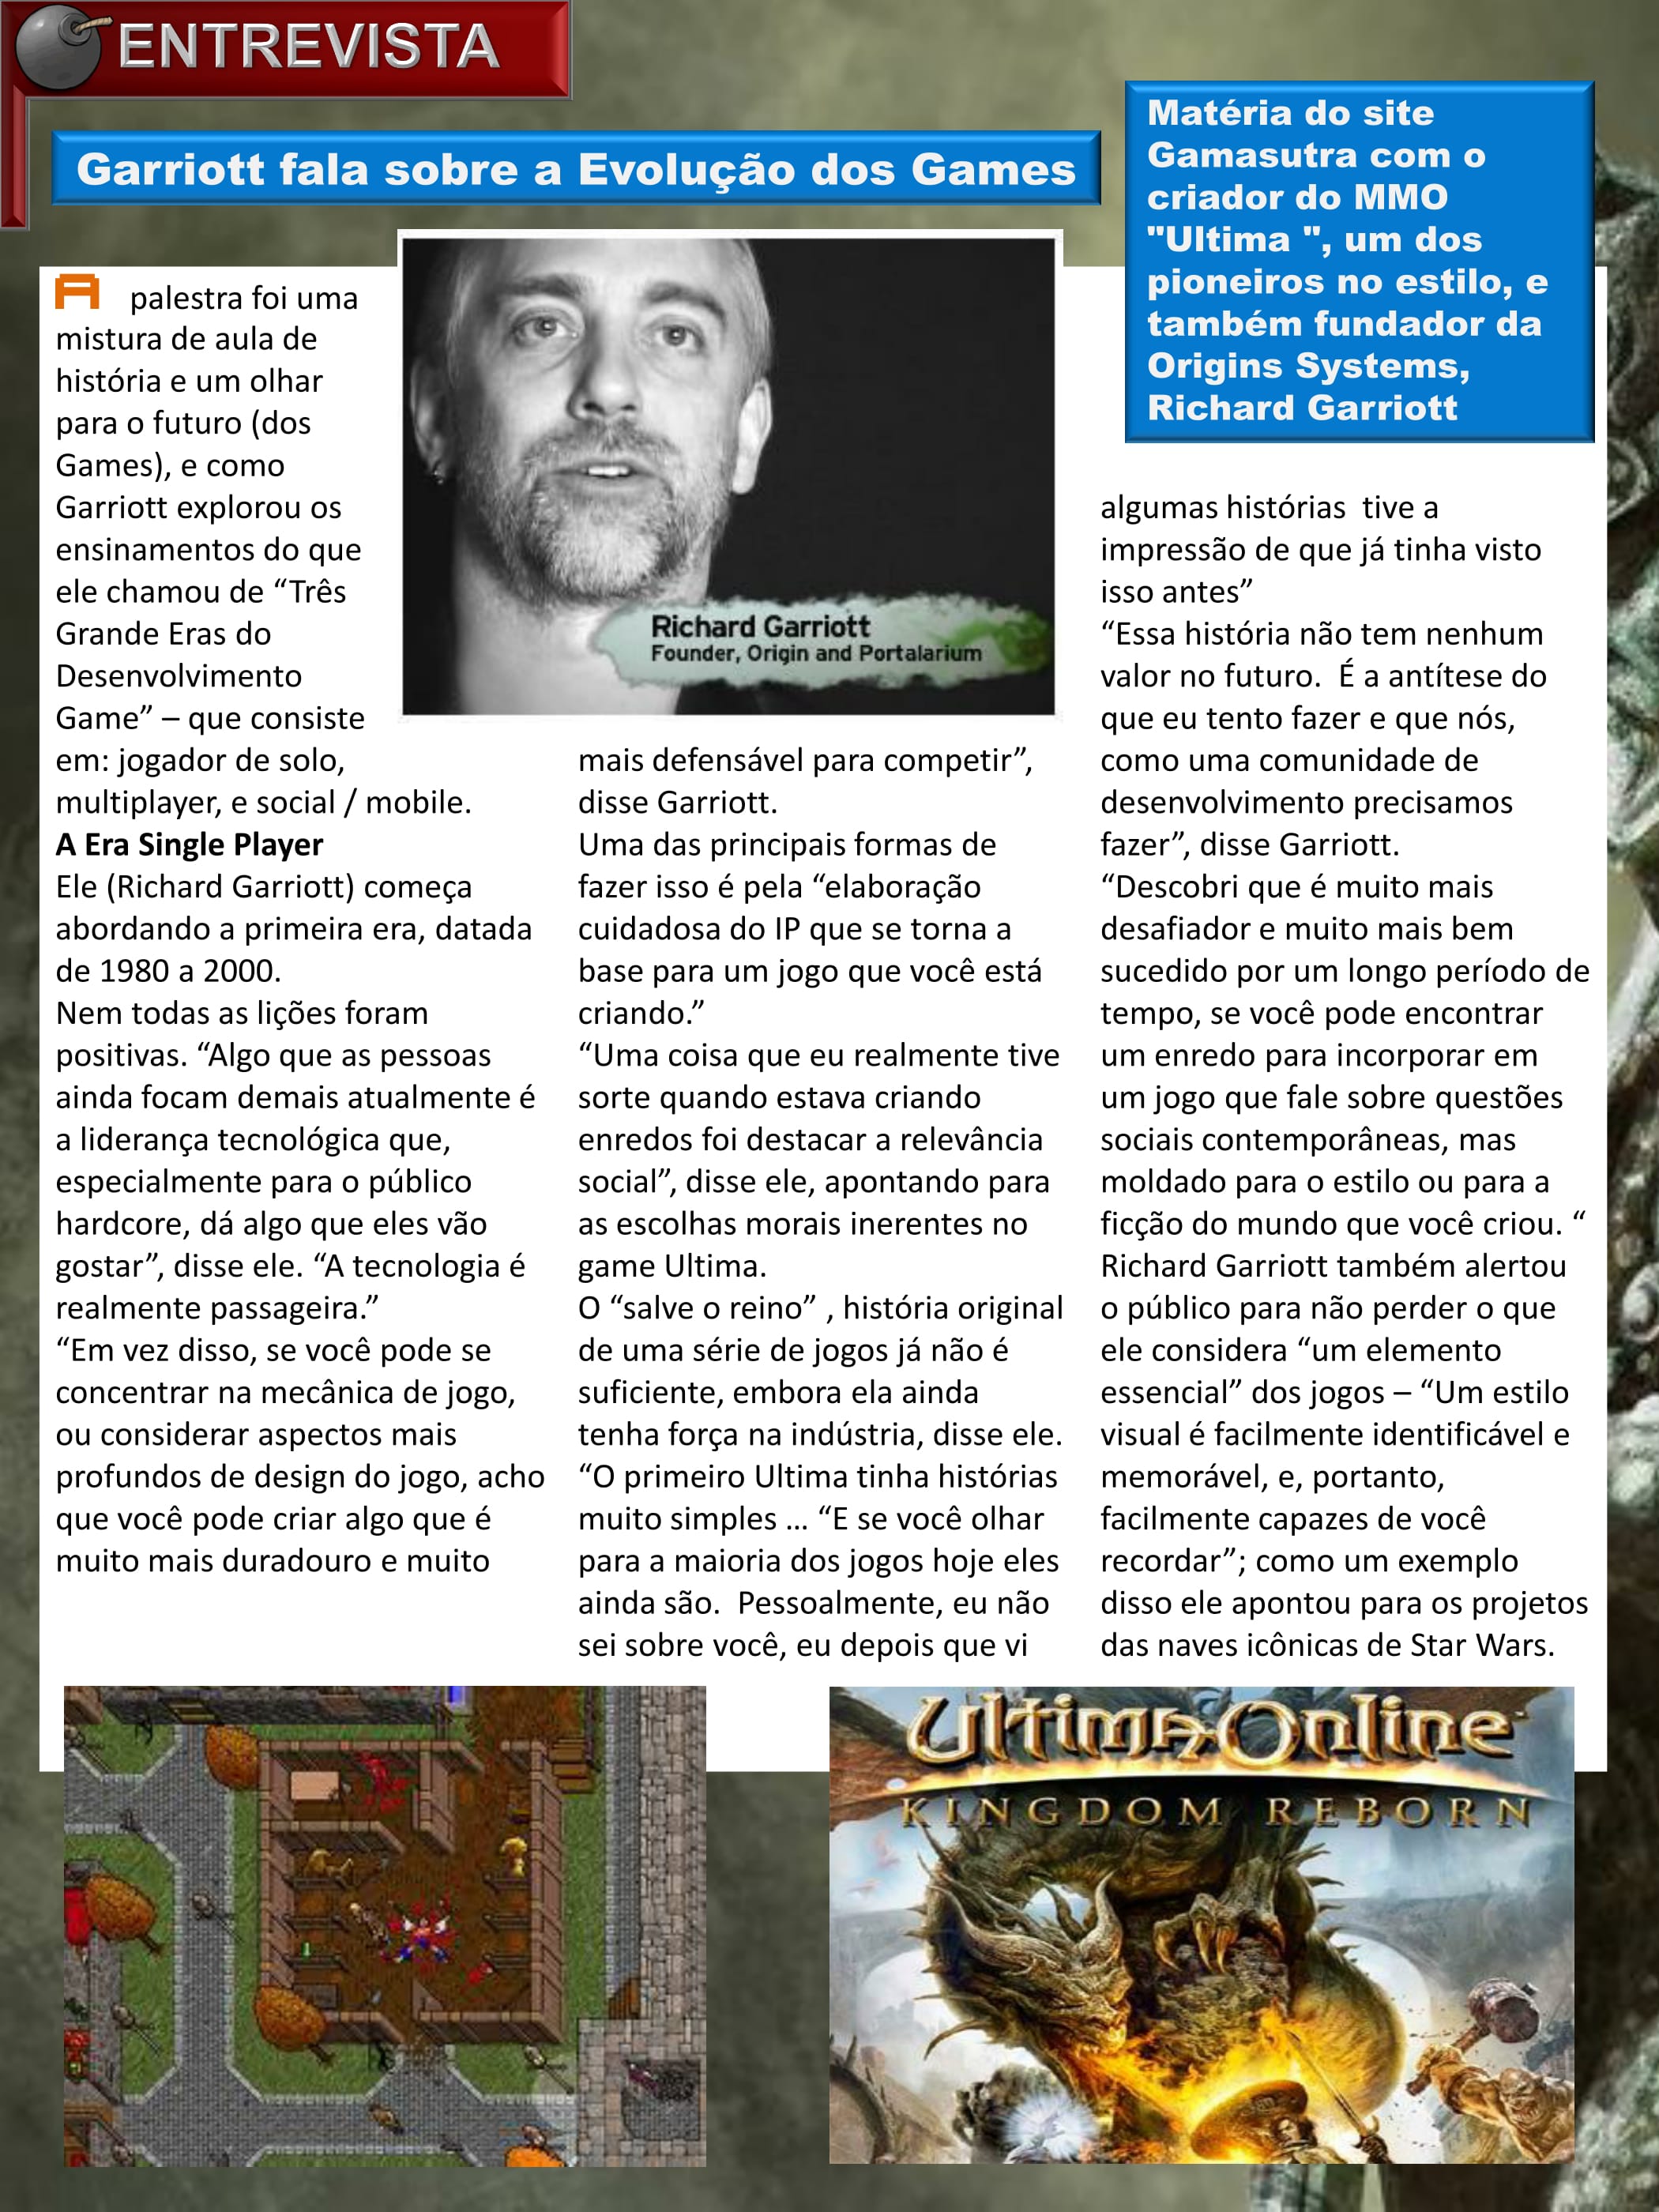 ENTREVISTA
Garriott fala sobre a Evolução dos Games
Matéria do site
Gamasutra com o
criador do MMO
"Ultima ", um dos
pioneiros no estilo, e
também fundador da
Origins Systems,
Richard Garriott
A palestra foi uma
mistura de aula de
história e um olhar
para o futuro (dos
Games), e como
Garriott explorou os
ensinamentos do que
ele chamou de “Três
Grande Eras do
Desenvolvimento
Game” – que consiste
em: jogador de solo,
multiplayer, e social / mobile.
A Era Single Player
Ele (Richard Garriott) começa
abordando a primeira era, datada
de 1980 a 2000.
Nem todas as lições foram
positivas. “Algo que as pessoas
ainda focam demais atualmente é
a liderança tecnológica que,
especialmente para o público
hardcore, dá algo que eles vão
gostar”, disse ele. “A tecnologia é
realmente passageira.”
“Em vez disso, se você pode se
concentrar na mecânica de jogo,
ou considerar aspectos mais
profundos de design do jogo, acho
que você pode criar algo que é
muito mais duradouro e muito
Richard Garriott
Founder, Origin and Portalarium
mais defensável para competir”,
disse Garriott.
Uma das principais formas de
fazer isso é pela “elaboração
cuidadosa do IP que se torna a
base para um jogo que você está
criando.”
“Uma coisa que eu realmente tive
sorte quando estava criando
enredos foi destacar a relevância
social”, disse ele, apontando para
as escolhas morais inerentes no
game Ultima.
O “salve o reino” , história original
de uma série de jogos já não é
suficiente, embora ela ainda
tenha força na indústria, disse ele.
“O primeiro Ultima tinha histórias
muito simples … “E se você olhar
para a maioria dos jogos hoje eles
ainda são.  Pessoalmente, eu não
sei sobre você, eu depois que vi
algumas histórias  tive a
impressão de que já tinha visto
isso antes”
“Essa história não tem nenhum
valor no futuro.  É a antítese do
que eu tento fazer e que nós,
como uma comunidade de
desenvolvimento precisamos
fazer”, disse Garriott.
“Descobri que é muito mais
desafiador e muito mais bem
sucedido por um longo período de
tempo, se você pode encontrar
um enredo para incorporar em
um jogo que fale sobre questões
sociais contemporâneas, mas
moldado para o estilo ou para a
ficção do mundo que você criou. “
Richard Garriott também alertou
o público para não perder o que
ele considera “um elemento
essencial” dos jogos – “Um estilo
visual é facilmente identificável e
memorável, e, portanto,
facilmente capazes de você
recordar”; como um exemplo
disso ele apontou para os projetos
das naves icônicas de Star Wars.
Ultima Online
KINGDOM REBORN